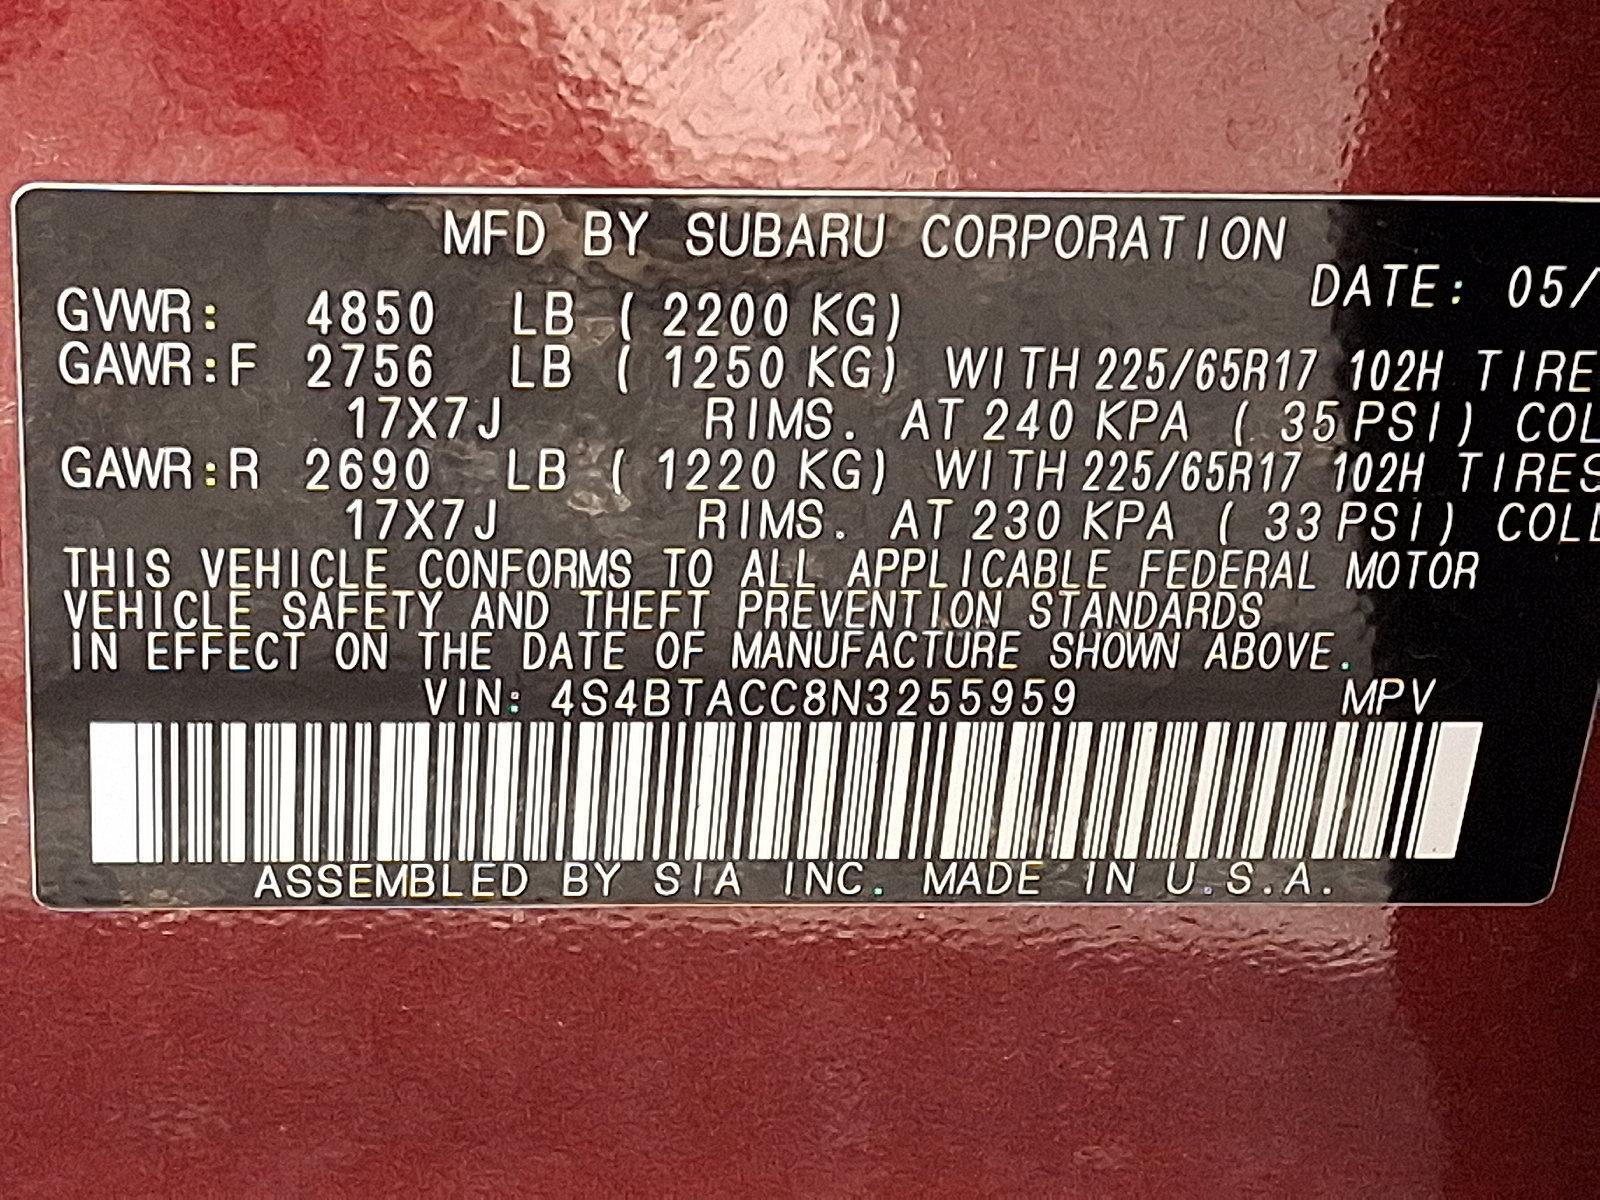 MFD BY SUBARU CORPORATION
DATE: 05/
GVWR: 4850 LB ( 2200 KG)
GAWR:F 2756 LB ( 1250 KG) WITH 225/65R17 102H TIRE
17X7J RIMS. AT 240 KPA ( 35 PSI) COL
GAWR:R 2690 LB ( 1220 KG) WITH 225/65R17 102H TIRES
17X7J RIMS. AT 230 KPA ( 33 PSI) COLD
THIS VEHICLE CONFORMS TO ALL APPLICABLE FEDERAL MOTOR
VEHICLE SAFETY AND THEFT PREVENTION STANDARDS
IN EFFECT ON THE DATE OF MANUFACTURE SHOWN ABOVE.
VIN: 4S4BTACC8N3255959 MPV
ASSEMBLED BY SIA INC. MADE IN U.S.A.